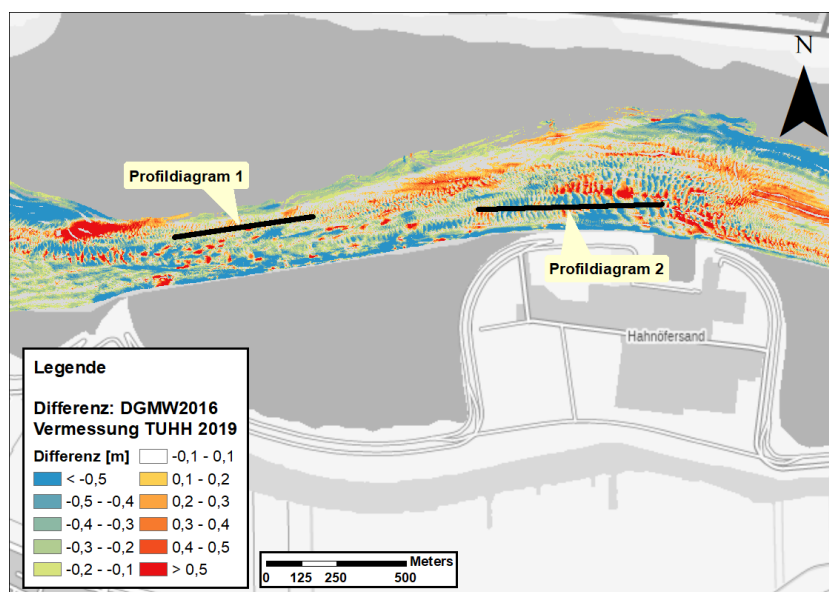 N
Profildiagram 1
Profildiagram 2
Hahnöfersand
Legende
Differenz: DGMW2016
Vermessung TUHH 2019
Differenz [m]
< -0,5
-0,5 - -0,4
-0,4 - -0,3
-0,3 - -0,2
-0,2 - -0,1
-0,1 - 0,1
0,1 - 0,2
0,2 - 0,3
0,3 - 0,4
0,4 - 0,5
> 0,5
Meters
0 125 250 500